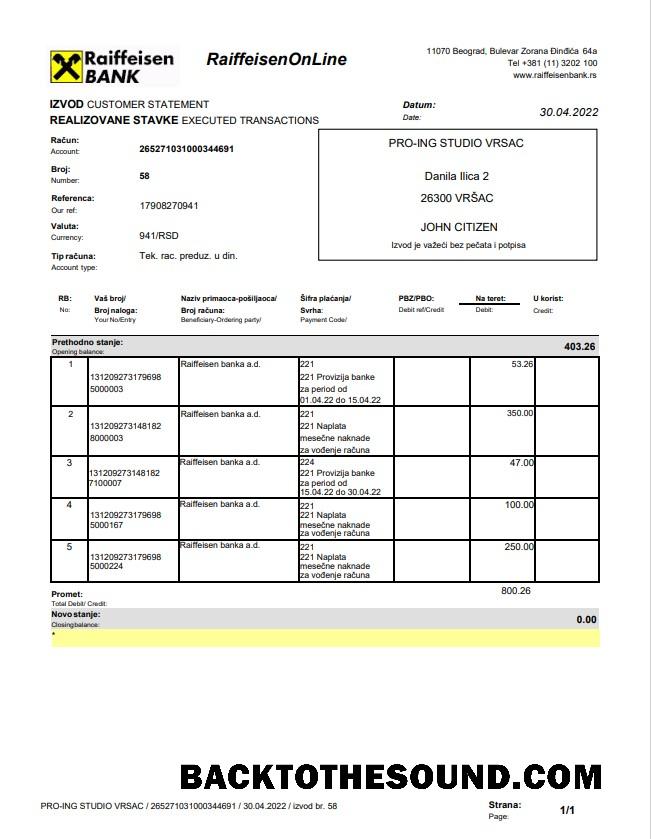 Raiffeisen
BANK
RaiffeisenOnLine
11070 Beograd, Bulevar Zorana Đinđića 64a
Tel +381 (11) 3202 100
www.raiffeisenbank.rs
IZVOD CUSTOMER STATEMENT
REALIZOVANE STAVKE EXECUTED TRANSACTIONS
Datum:
Date:
30.04.2022
Račun:
Account:
265271031000344691
Broj:
Number:
58
Referenca:
Our ref:
17908270941
Valuta:
Currency:
941/RSD
Tip računa:
Account type:
Tek. rac. preduz. u din.
PRO-ING STUDIO VRSAC
Danila Ilica 2
26300 VRŠAC
JOHN CITIZEN
Izvod je važeći bez pečata i potpisa
RB:
No:
Vaš broj/
Broj naloga:
Your No/Entry
Naziv primaoca-pošiljaoca/
Broj računa:
Beneficiary-Ordering party/
Šifra plaćanja/
Svrha:
Payment Code/
PBZ/PBO:
Debit ref/Credit
Na teret:
Debit:
U korist:
Credit:
Prethodno stanje:
Opening balance:
403.26
1
131209273179698
5000003
Raiffeisen banka a.d.
221
221 Provizija banke
za period od
01.04.22 do 15.04.22
53.26
2
131209273148182
8000003
Raiffeisen banka a.d.
221
221 Naplata
mesečne naknade
za vođenje računa
350.00
3
131209273148182
7100007
Raiffeisen banka a.d.
224
221 Provizija banke
za period od
15.04.22 do 30.04.22
47.00
4
131209273179698
5000167
Raiffeisen banka a.d.
221
221 Naplata
mesečne naknade
za vođenje računa
100.00
5
131209273179698
5000224
Raiffeisen banka a.d.
221
221 Naplata
mesečne naknade
za vođenje računa
250.00
Promet:
Total Debit/ Credit:
800.26
Novo stanje:
Closingbalance:
0.00
*
BACKTOTHESOUND.COM
PRO-ING STUDIO VRSAC / 265271031000344691 / 30.04.2022 / izvod br. 58
Strana:
Page:
1/1